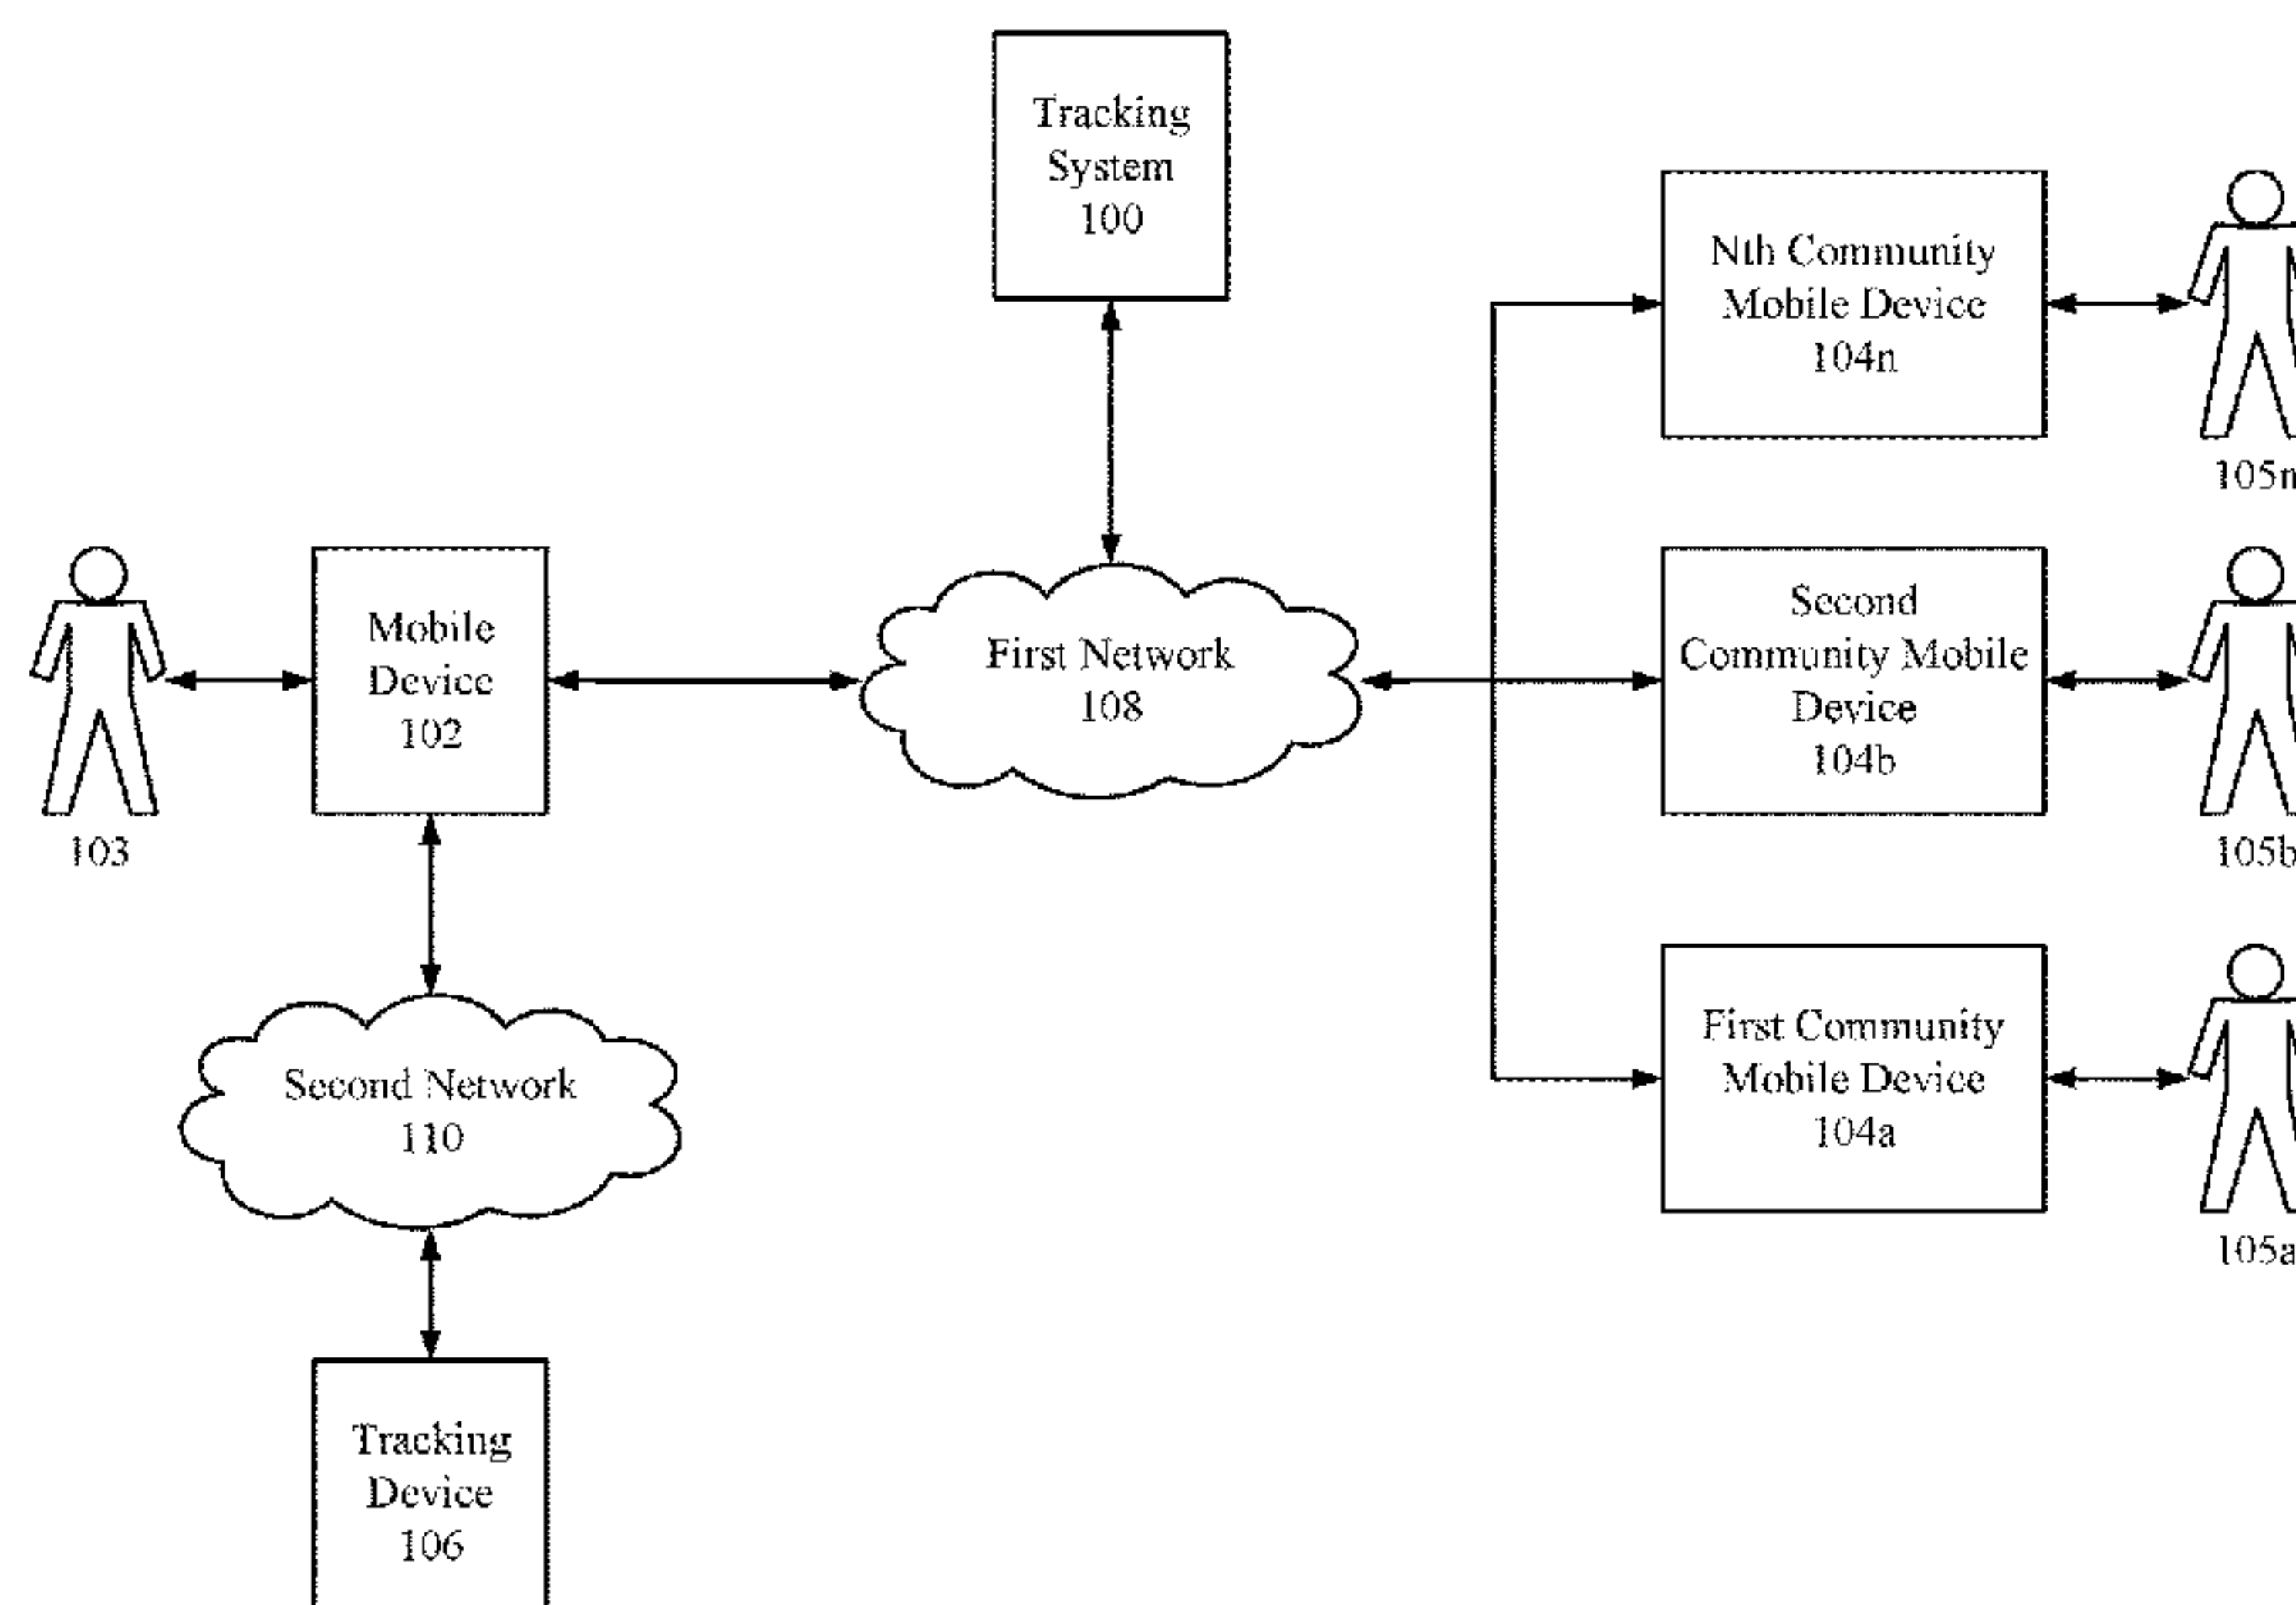 Tracking
System
100
Nth Community
Mobile Device
104n
105n
Mobile
Device
102
103
First Network
108
Second
Community Mobile
Device
104b
105b
Second Network
110
First Community
Mobile Device
104a
105a
Tracking
Device
106